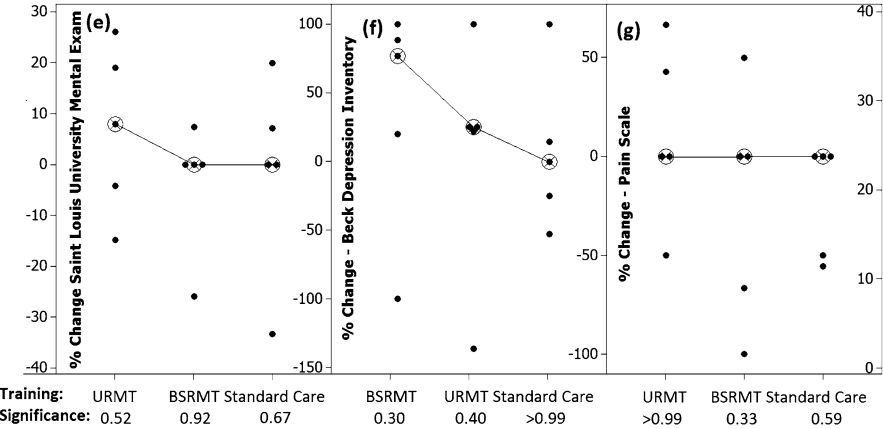 (e)
% Change Saint Louis University Mental Exam
30
20
10
0
-10
-20
-30
-40
(f)
% Change - Beck Depression Inventory
100
50
0
-50
-100
-150
(g)
% Change - Pain Scale
50
0
-50
-100
40
30
20
10
0
Training: URMT BSRMT Standard Care BSRMT URMT Standard Care URMT BSRMT Standard Care
Significance: 0.52 0.92 0.67 0.30 0.40 >0.99 >0.99 0.33 0.59